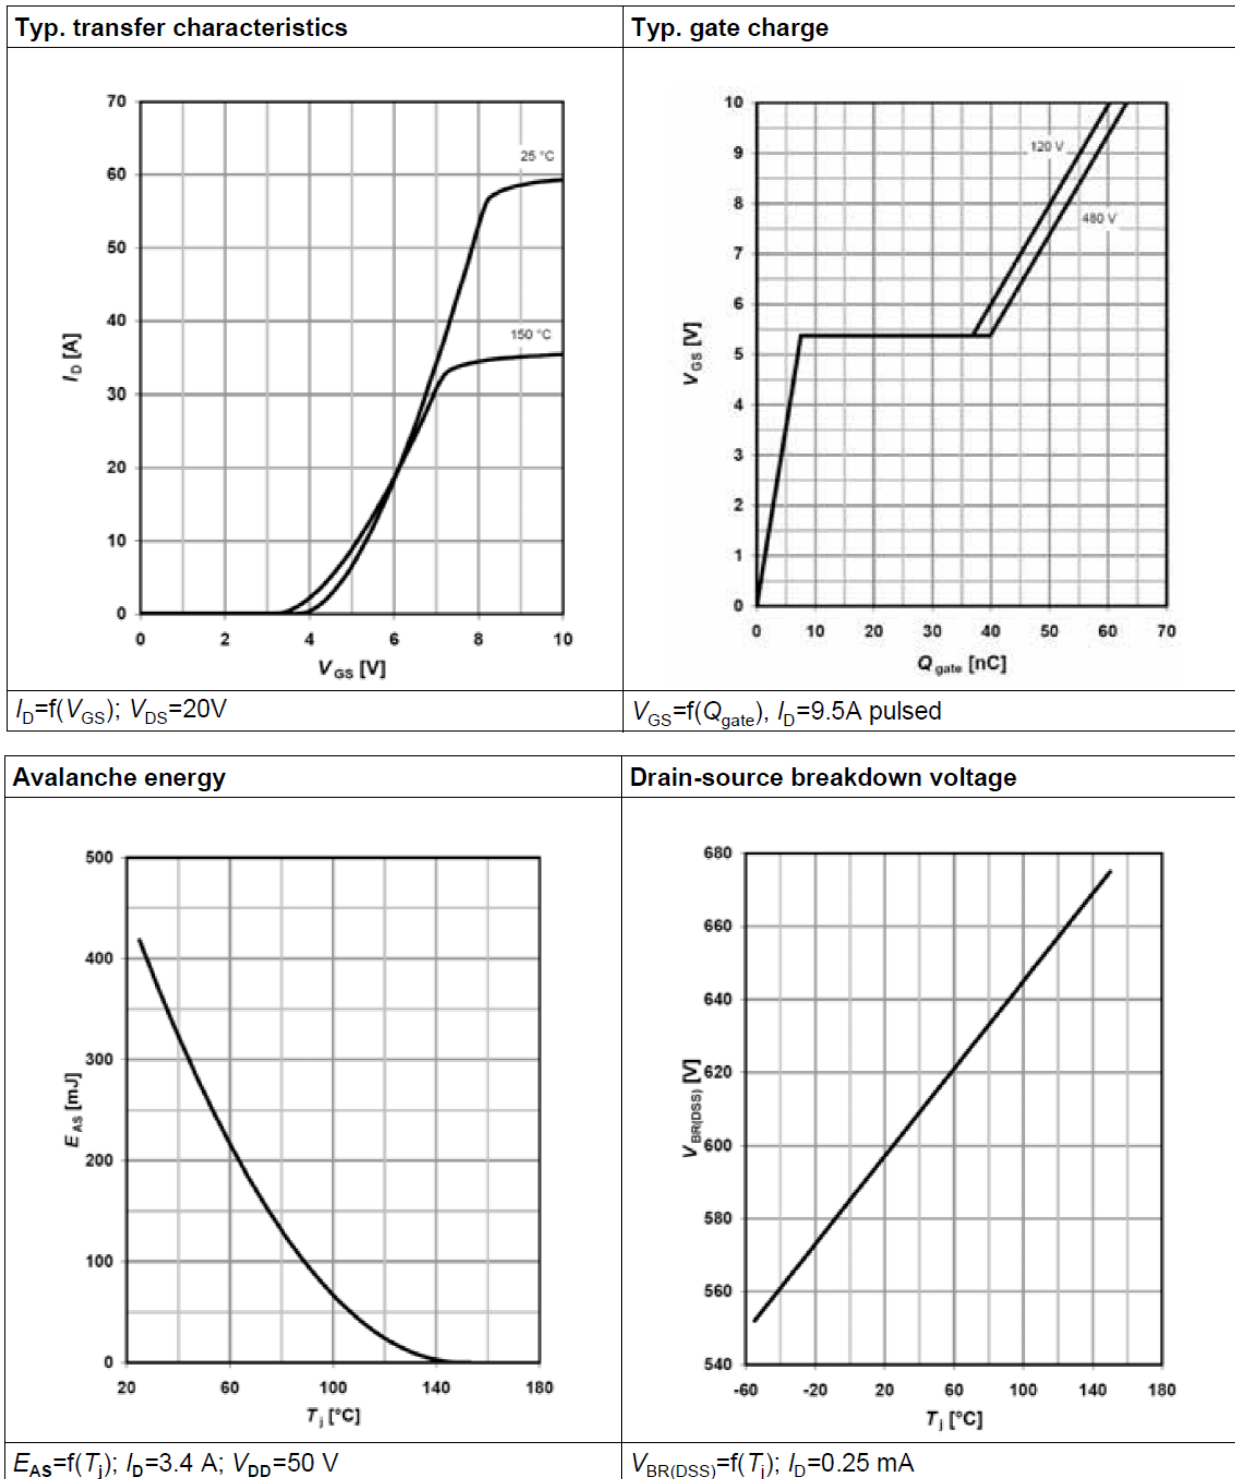 Typ. transfer characteristics
Typ. gate charge
70
60
50
40
30
20
10
0
0
2
4
6
8
10
I_D [A]
V_GS [V]
25 °C
150 °C
10
9
8
7
6
5
4
3
2
1
0
0
10
20
30
40
50
60
70
V_GS [V]
Q_gate [nC]
120 V
480 V
I_D=f(V_GS); V_DS=20V
V_GS=f(Q_gate), I_D=9.5A pulsed
Avalanche energy
Drain-source breakdown voltage
500
400
300
200
100
0
20
60
100
140
180
E_AS [mJ]
T_j [°C]
680
660
640
620
600
580
560
540
-60
-20
20
60
100
140
180
V_BR(DSS) [V]
T_j [°C]
E_AS=f(T_j); I_D=3.4 A; V_DD=50 V
V_BR(DSS)=f(T_j); I_D=0.25 mA